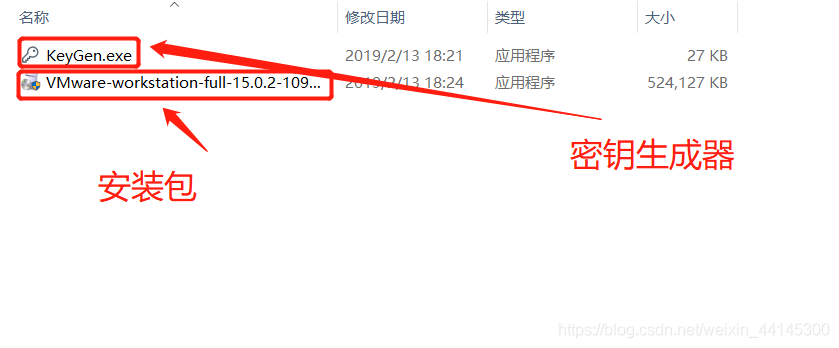 名称 修改日期 类型 大小
KeyGen.exe 2019/2/13 18:21 应用程序 27 KB
VMware-workstation-full-15.0.2-109... 2019/2/13 18:24 应用程序 524,127 KB
密钥生成器
安装包
https://blog.csdn.net/weixin_44145300